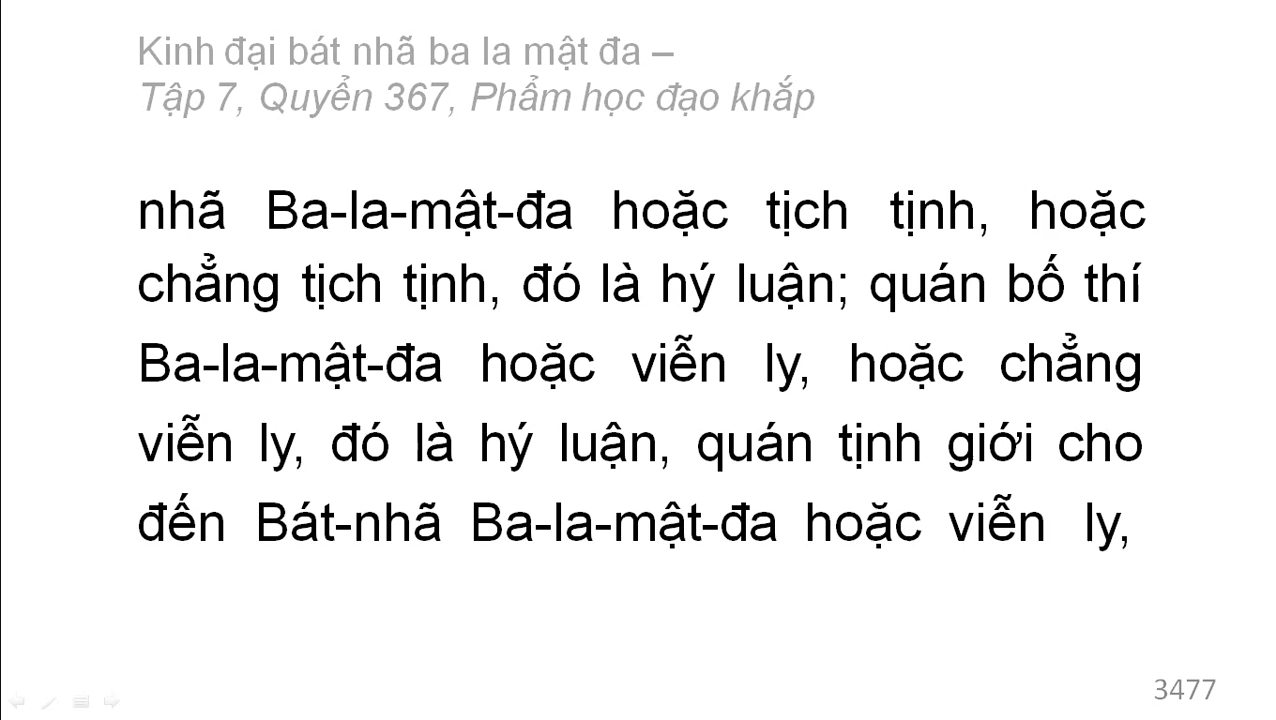 Kinh đại bát nhã ba la mật đa –
Tập 7, Quyển 367, Phẩm học đạo khắp
nhã Ba-la-mật-đa hoặc tịch tịnh, hoặc
chẳng tịch tịnh, đó là hý luận; quán bố thí
Ba-la-mật-đa hoặc viễn ly, hoặc chẳng
viễn ly, đó là hý luận, quán tịnh giới cho
đến Bát-nhã Ba-la-mật-đa hoặc viễn ly,
3477